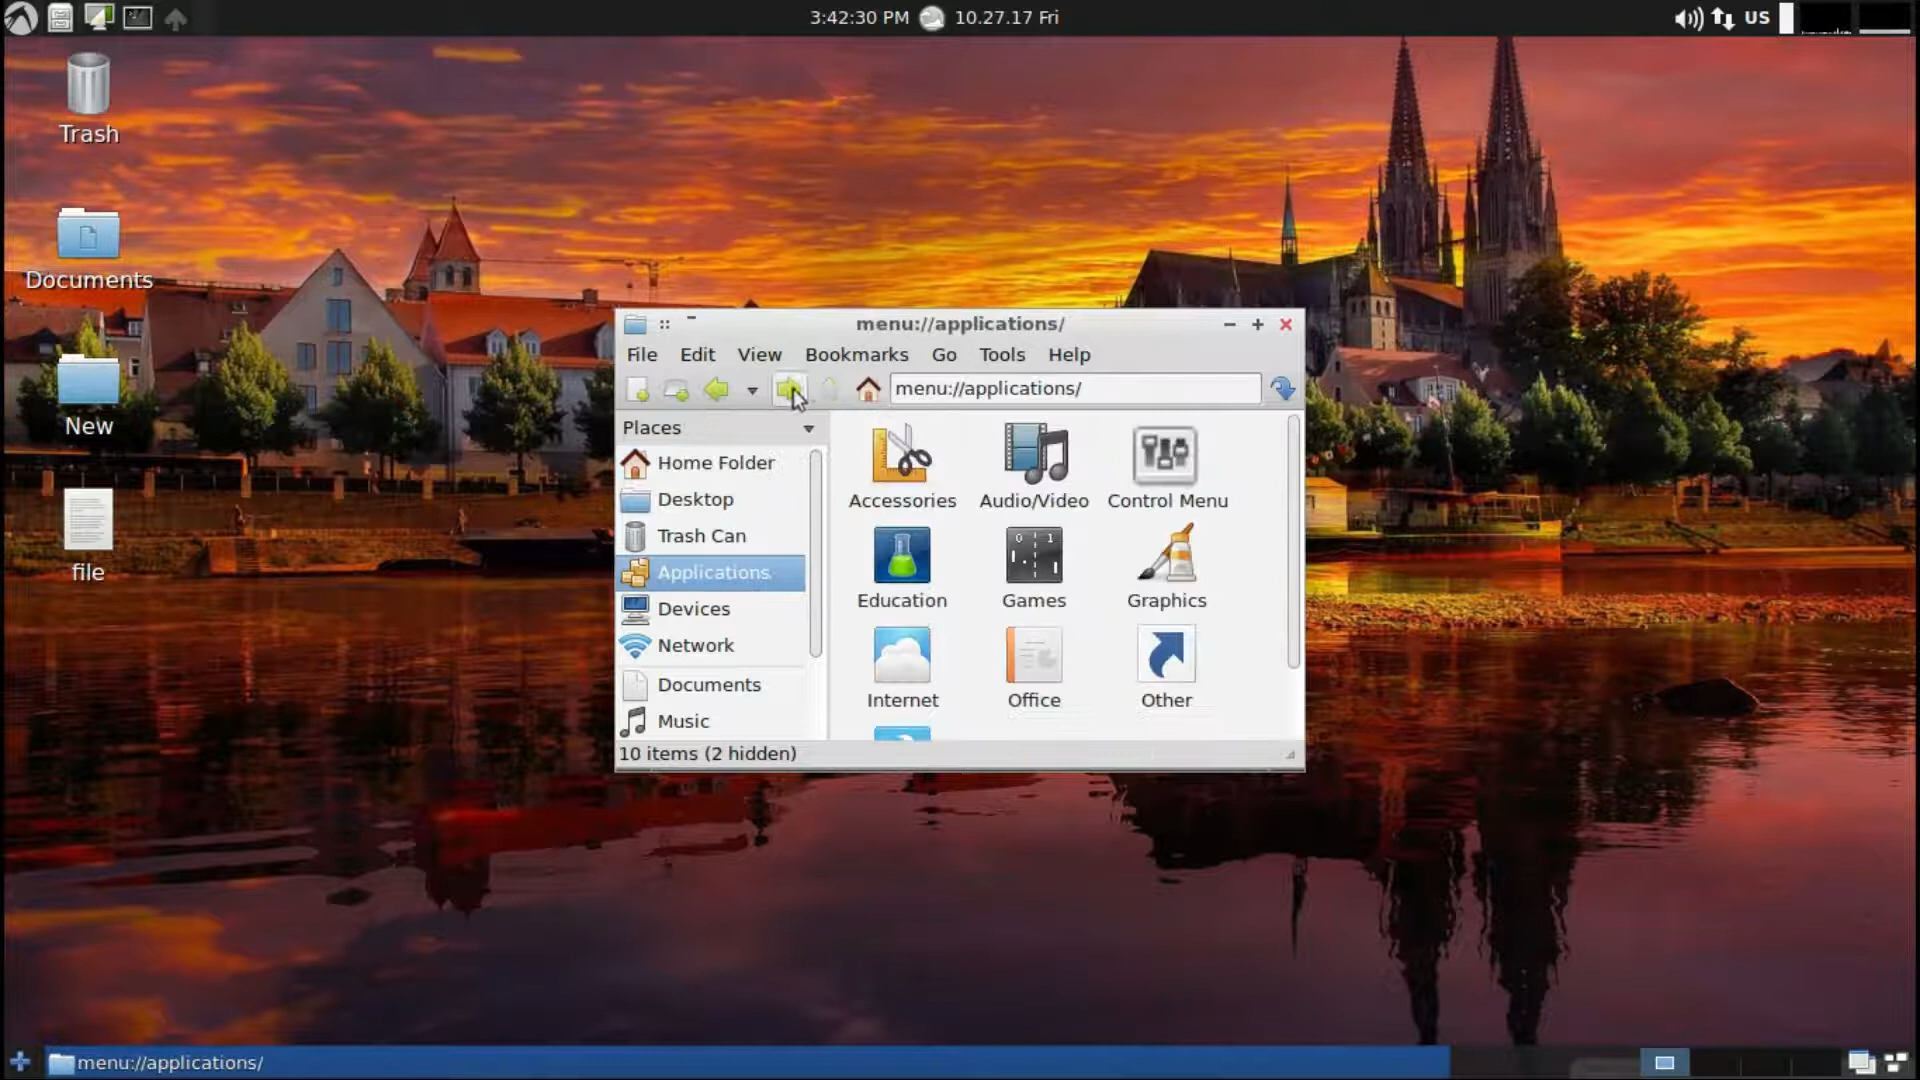 3:42:30 PM 10.27.17 Fri US
Trash
Documents
New
file
menu://applications/
File Edit View Bookmarks Go Tools Help
menu://applications/
Places
Home Folder
Desktop
Trash Can
Applications
Devices
Network
Documents
Music
Accessories Audio/Video Control Menu
Education Games Graphics
Internet Office Other
10 items (2 hidden)
menu://applications/